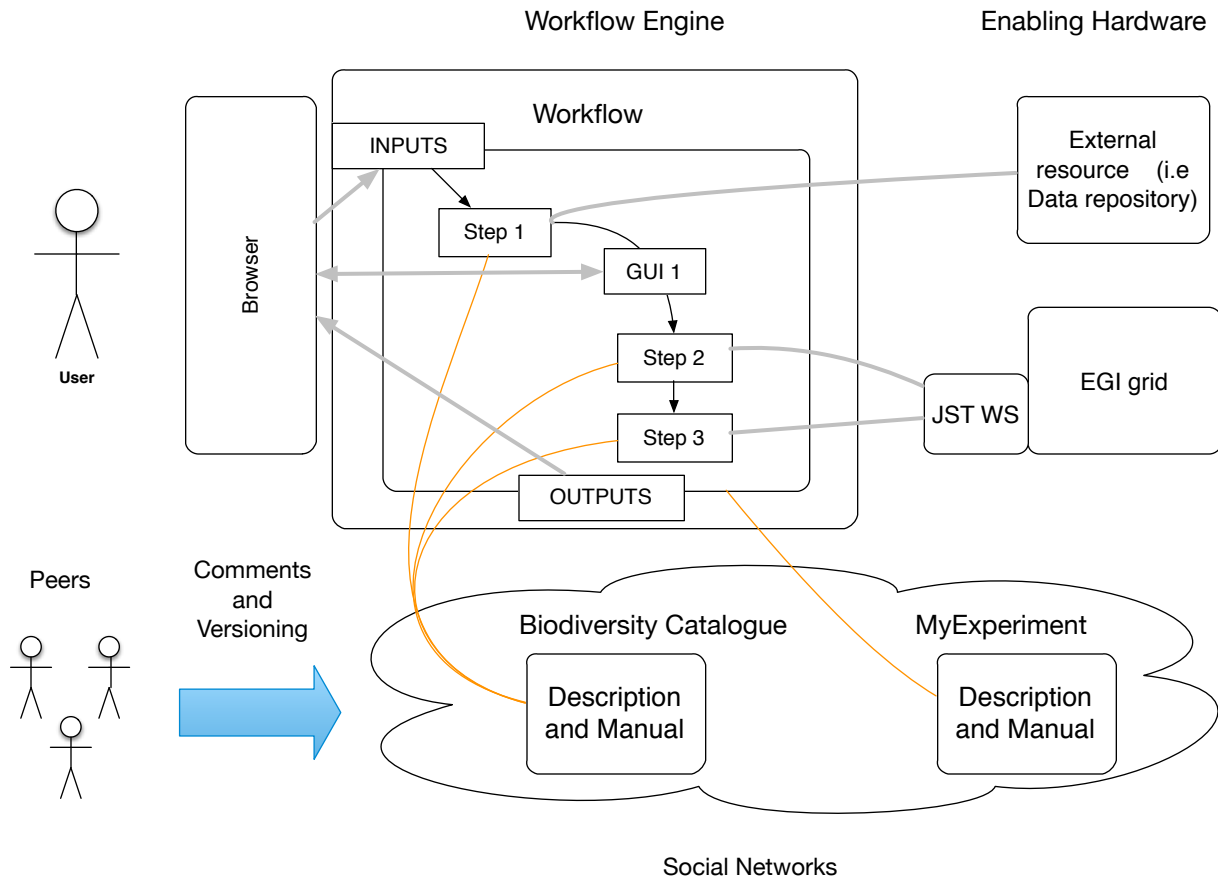 Workflow Engine
Enabling Hardware
Workflow
INPUTS
External
resource (i.e
Data repository)
Step 1
Browser
GUI 1
User
Step 2
EGI grid
JST WS
Step 3
OUTPUTS
Peers
Comments
and
Versioning
Biodiversity Catalogue
MyExperiment
Description
and Manual
Description
and Manual
Social Networks